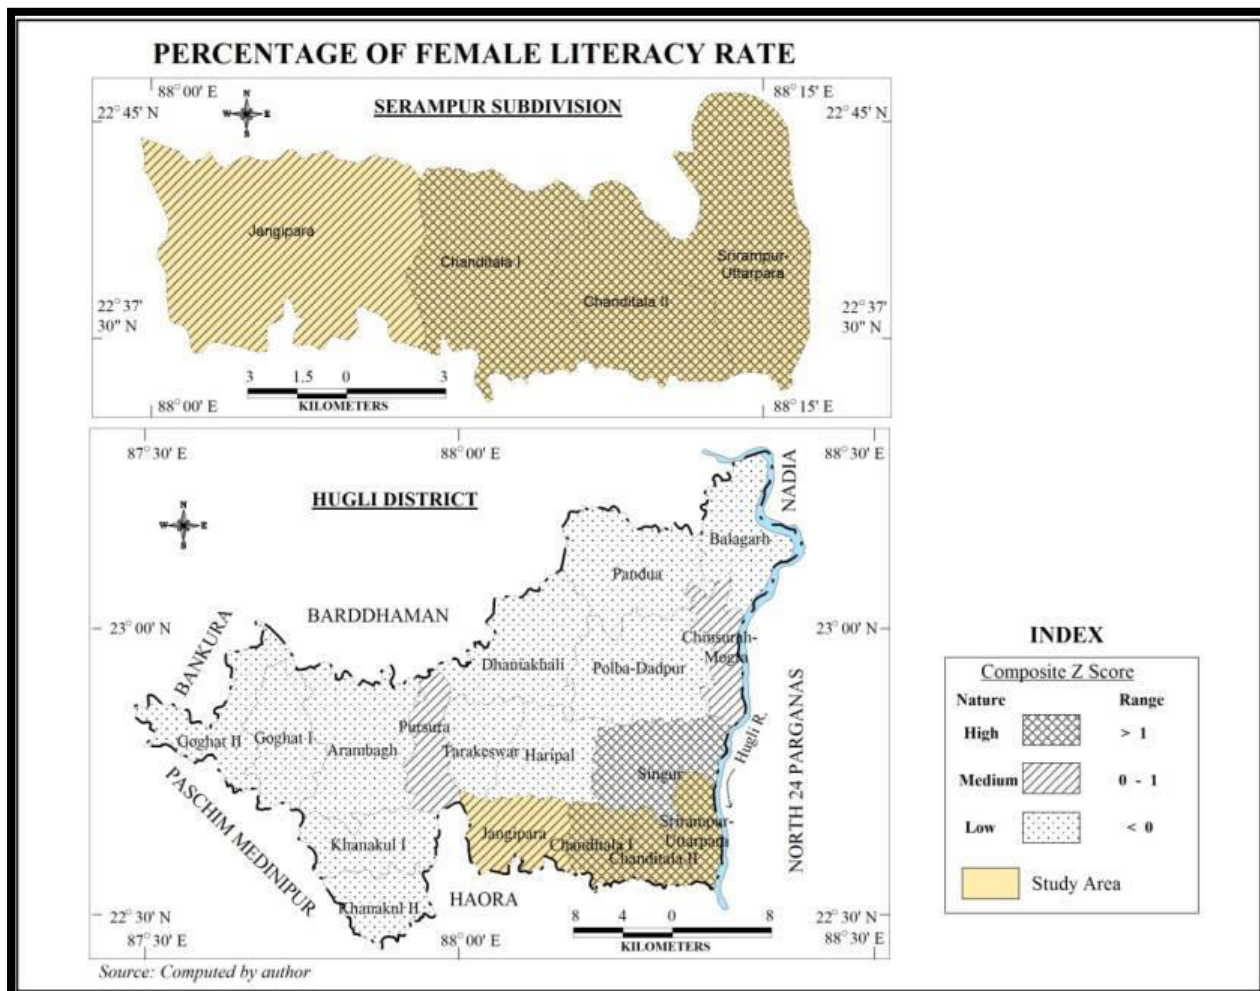 PERCENTAGE OF FEMALE LITERACY RATE
88° 00' E
88° 15' E
22° 45' N
N
W E
S
SERAMPUR SUBDIVISION
22° 45' N
Jangipara
Chanditala I
Srirampur-
Uttarpara
Chanditala II
22° 37'
30" N
22° 37'
30" N
3 1.5 0 3
KILOMETERS
88° 00' E
88° 15' E
87° 30' E
88° 00' E
88° 30' E
HUGLI DISTRICT
N
W E
S
NADIA
Balagarh
Pandua
BARDDHAMAN
BANKURA
23° 00' N
23° 00' N
Chinsurah-
Mogra
Dhaniakhali
Polba-Dadpur
Pursura
Goghat II
Goghat I
Arambagh
Tarakeswar
Haripal
Singur
Hugli R.
NORTH 24 PARGANAS
PASCHIM MEDINIPUR
Srirampur-
Uttarpara
Jangipara
Chanditala I
Chanditala II
Khanakul I
Khanakul II
HAORA
22° 30' N
22° 30' N
8 4 0 8
KILOMETERS
87° 30' E
88° 00' E
88° 30' E
Source: Computed by author
INDEX
Composite Z Score
Nature Range
High > 1
Medium 0 - 1
Low < 0
Study Area